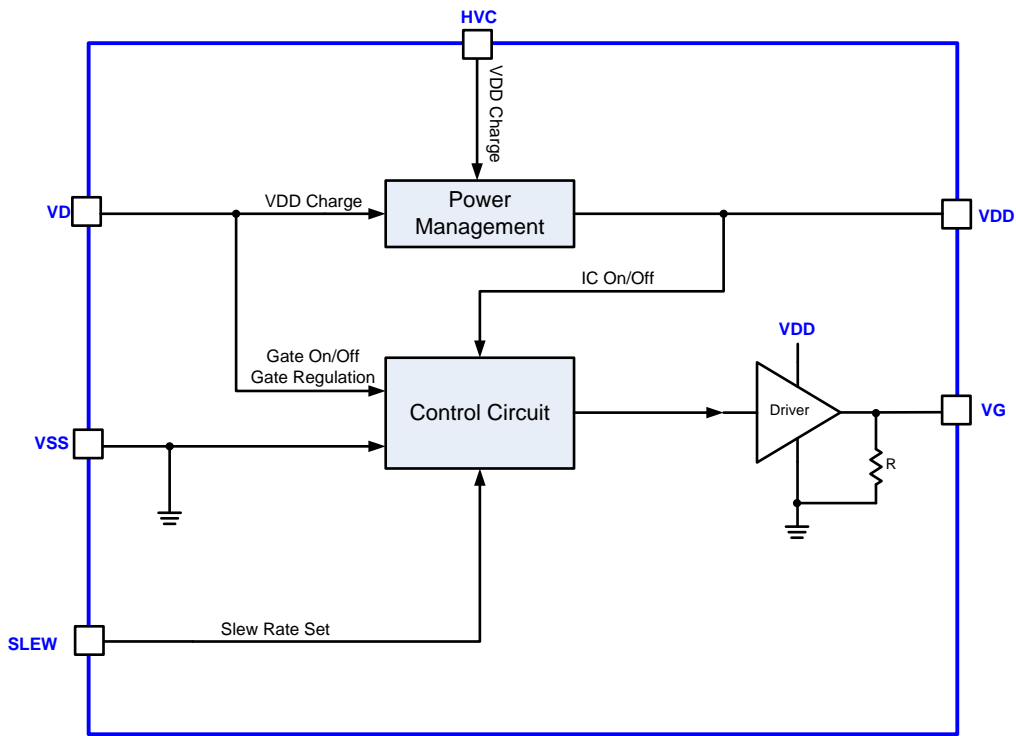 HVC
VDD Charge
VD
VDD Charge
Power
Management
VDD
IC On/Off
VDD
Gate On/Off
Gate Regulation
Control Circuit
Driver
VG
VSS
R
SLEW
Slew Rate Set